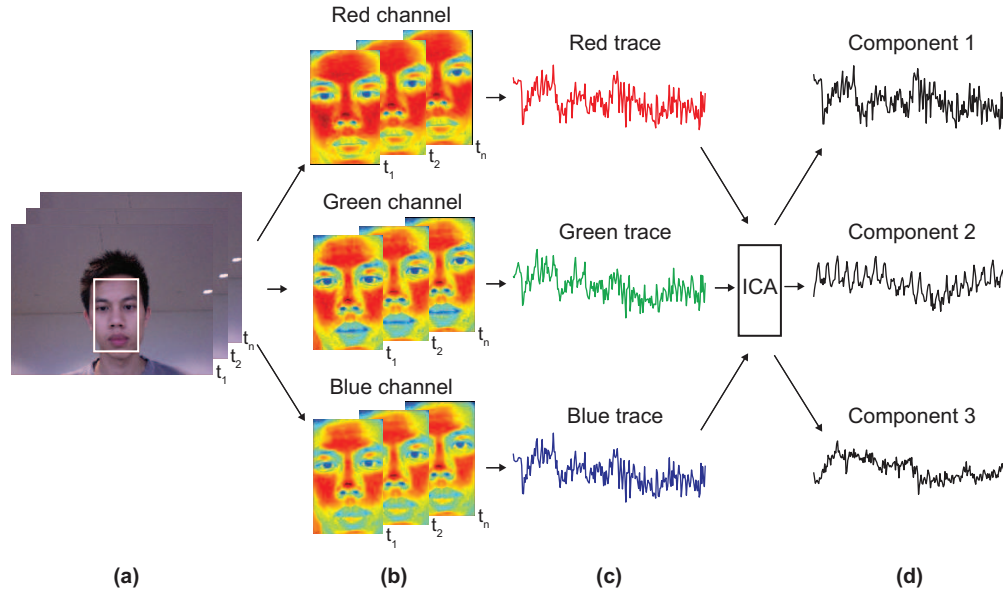 Red channel
Red trace
Component 1
t1
t2
tn
Green channel
Green trace
Component 2
ICA
t1
t2
tn
t1
t2
tn
Blue channel
Blue trace
Component 3
t1
t2
tn
(a)
(b)
(c)
(d)